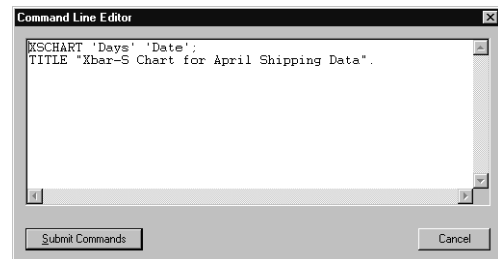 Command Line Editor
XSCHART 'Days' 'Date';
TITLE "Xbar-S Chart for April Shipping Data".
Submit Commands
Cancel